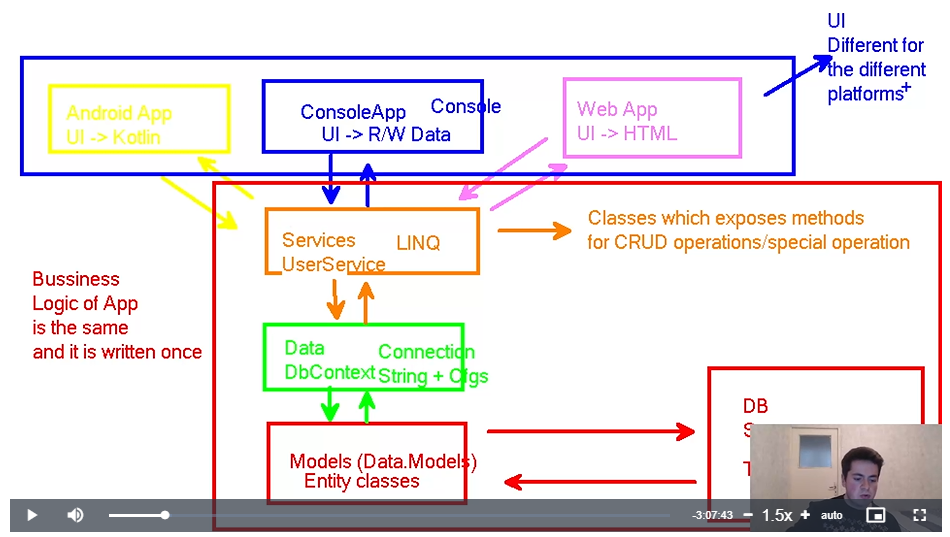 UI
Different for
the different
platforms+
Android App
UI -> Kotlin
ConsoleApp
Console
UI -> R/W Data
Web App
UI -> HTML
Services
LINQ
UserService
Classes which exposes methods
for CRUD operations/special operation
Bussiness
Logic of App
is the same
and it is written once
Data
DbContext
Connection
String + Cfgs
Models (Data.Models)
Entity classes
DB
-3:07:43
1.5x
auto